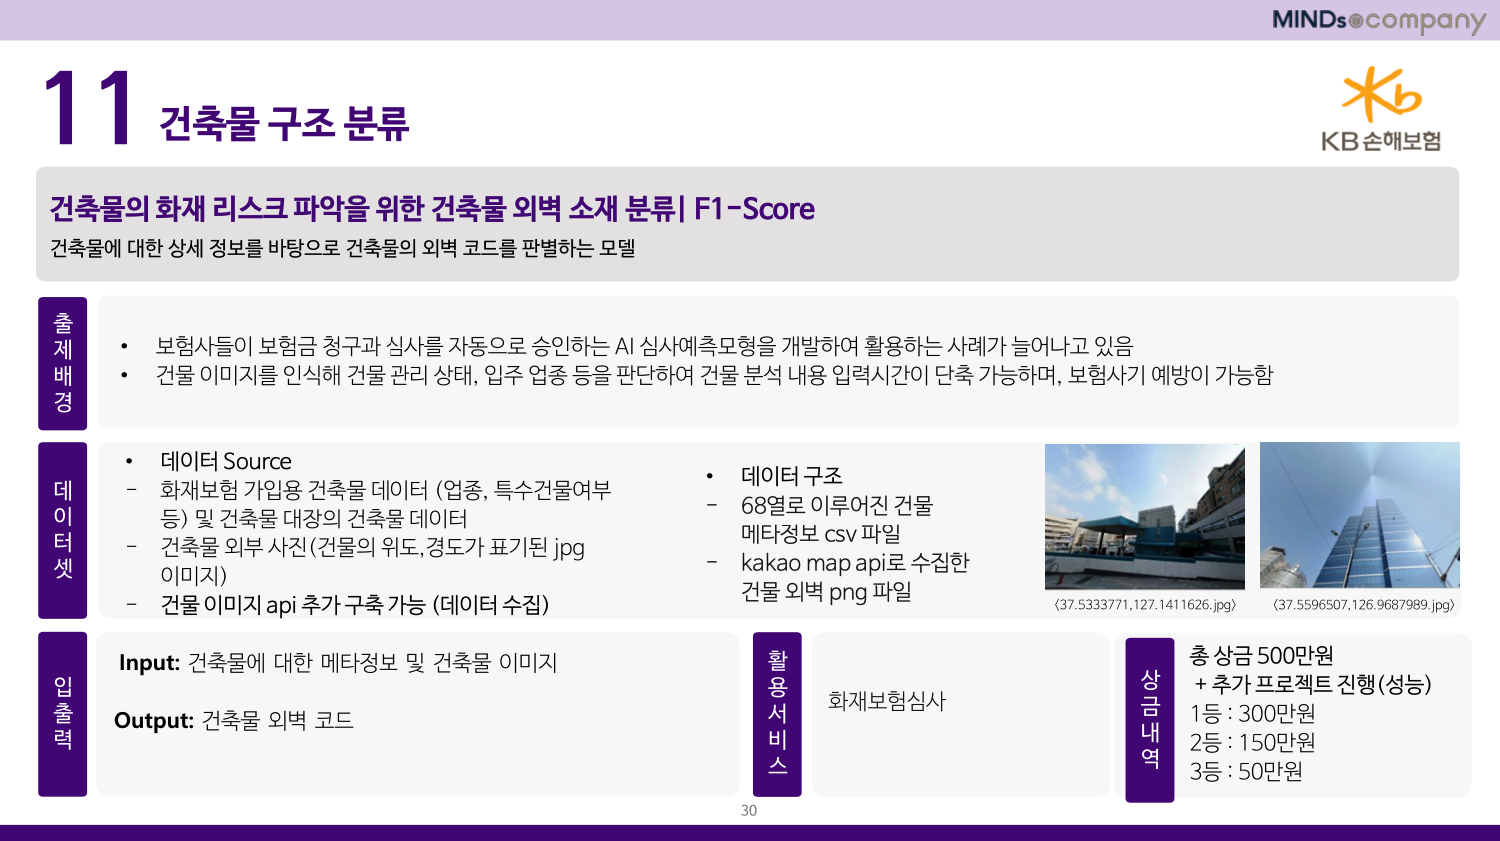 MINDs company
11 건축물 구조 분류
KB손해보험
건축물의 화재 리스크 파악을 위한 건축물 외벽 소재 분류| F1-Score
건축물에 대한 상세 정보를 바탕으로 건축물의 외벽 코드를 판별하는 모델
출제배경
• 보험사들이 보험금 청구과 심사를 자동으로 승인하는 AI 심사예측모형을 개발하여 활용하는 사례가 늘어나고 있음
• 건물 이미지를 인식해 건물 관리 상태, 입주 업종 등을 판단하여 건물 분석 내용 입력시간이 단축 가능하며, 보험사기 예방이 가능함
데이터셋
• 데이터 Source
- 화재보험 가입용 건축물 데이터 (업종, 특수건물여부
등) 및 건축물 대장의 건축물 데이터
- 건축물 외부 사진(건물의 위도,경도가 표기된 jpg
이미지)
- 건물 이미지 api 추가 구축 가능 (데이터 수집)
• 데이터 구조
- 68열로 이루어진 건물
메타정보 csv 파일
- kakao map api로 수집한
건물 외벽 png 파일
<37.5333771,127.1411626.jpg>
<37.5596507,126.9687989.jpg>
입출력
Input: 건축물에 대한 메타정보 및 건축물 이미지
Output: 건축물 외벽 코드
활용서비스
화재보험심사
상금내역
총 상금 500만원
+ 추가 프로젝트 진행(성능)
1등 : 300만원
2등 : 150만원
3등 : 50만원
30